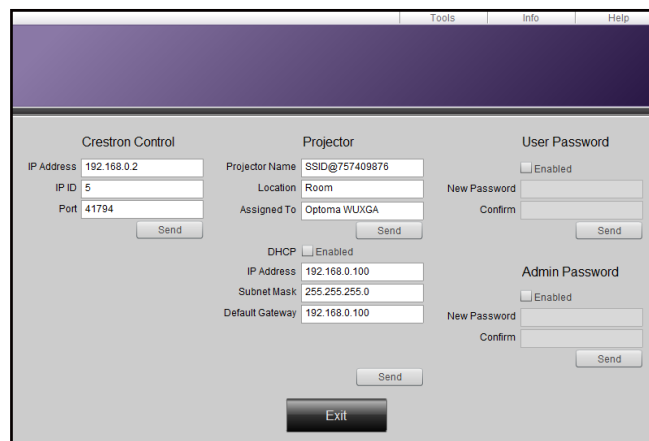 Tools Info Help
Crestron Control
IP Address 192.168.0.2
IP ID 5
Port 41794
Send
Projector
Projector Name SSID@757409876
Location Room
Assigned To Optoma WUXGA
Send
DHCP Enabled
IP Address 192.168.0.100
Subnet Mask 255.255.255.0
Default Gateway 192.168.0.100
Send
User Password
Enabled
New Password
Confirm
Send
Admin Password
Enabled
New Password
Confirm
Send
Exit